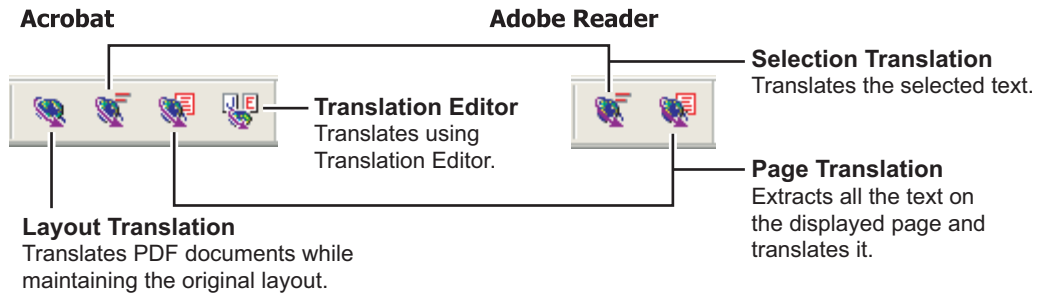 Acrobat
Adobe Reader
Selection Translation
Translates the selected text.
J E
Translation Editor
Translates using
Translation Editor.
Page Translation
Extracts all the text on
the displayed page and
translates it.
Layout Translation
Translates PDF documents while
maintaining the original layout.